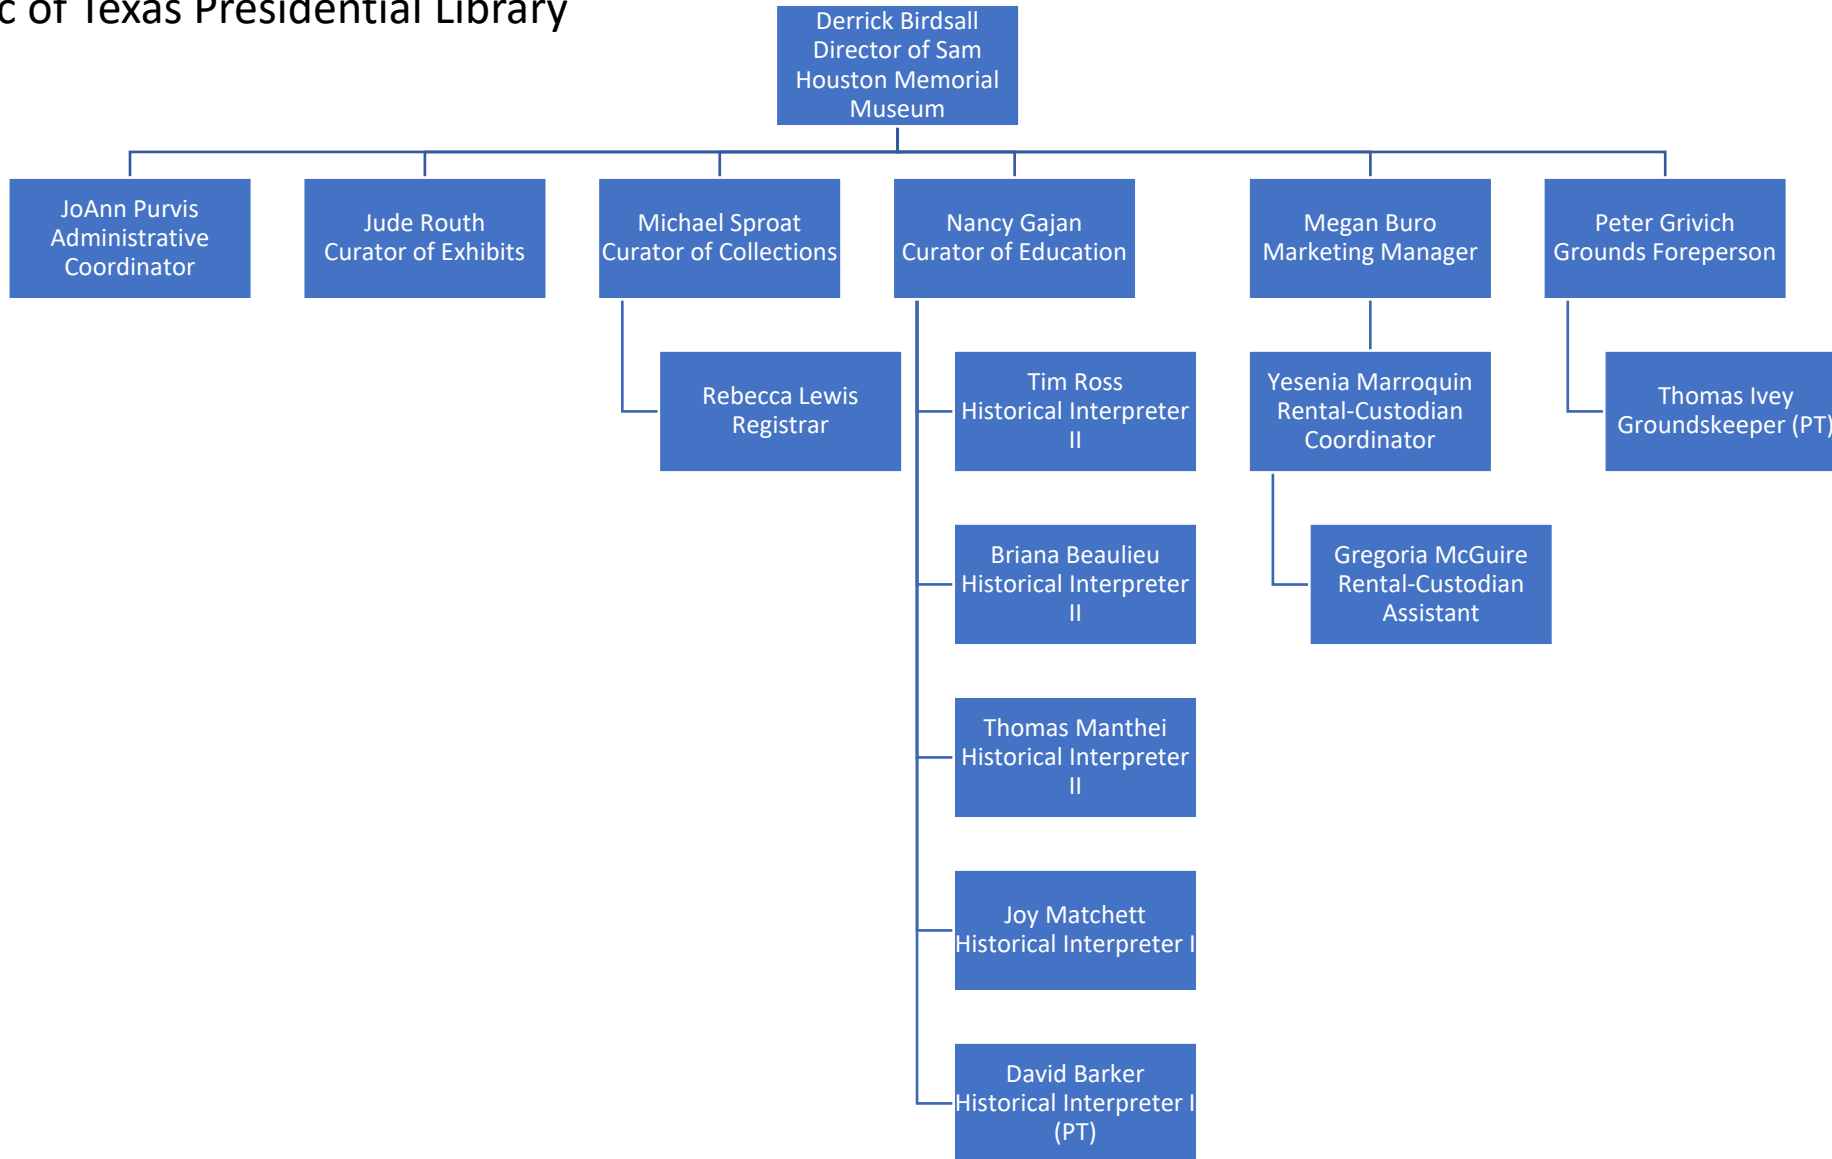 of Texas Presidential Library
Derrick Birdsall
Director of Sam
Houston Memorial
Museum
JoAnn Purvis
Administrative
Coordinator
Jude Routh
Curator of Exhibits
Michael Sproat
Curator of Collections
Nancy Gajan
Curator of Education
Megan Buro
Marketing Manager
Peter Grivich
Grounds Foreperson
Rebecca Lewis
Registrar
Tim Ross
Historical Interpreter
II
Yesenia Marroquin
Rental-Custodian
Coordinator
Thomas Ivey
Groundskeeper (PT)
Briana Beaulieu
Historical Interpreter
II
Gregoria McGuire
Rental-Custodian
Assistant
Thomas Manthei
Historical Interpreter
II
Joy Matchett
Historical Interpreter I
David Barker
Historical Interpreter I
(PT)